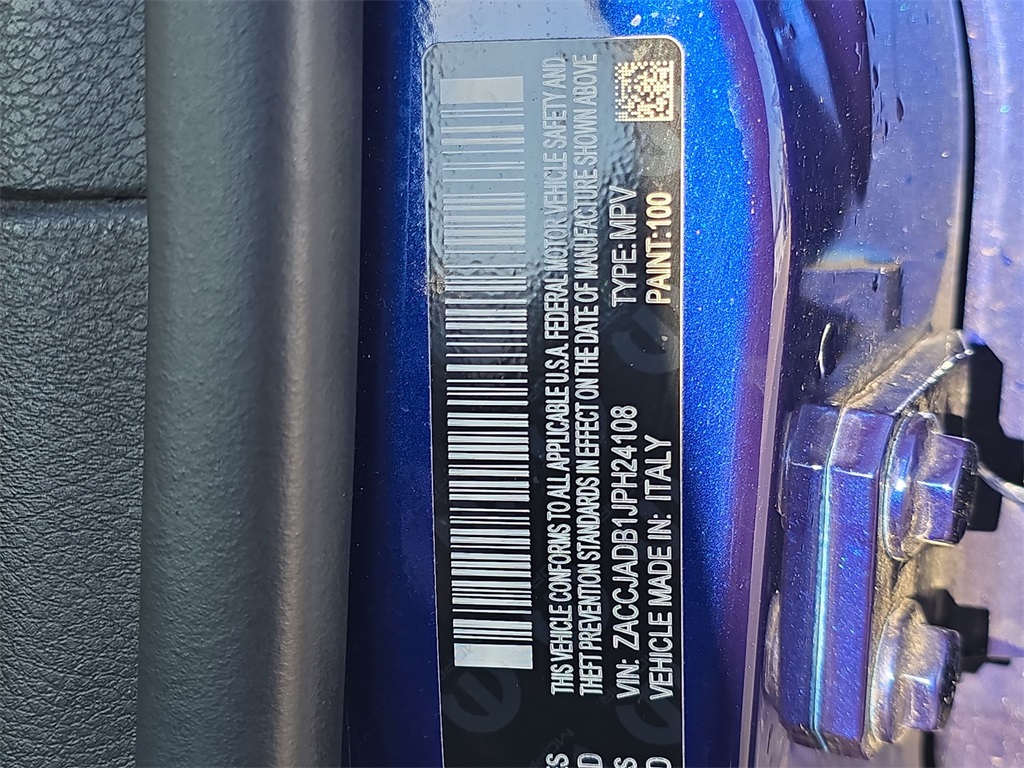 THIS VEHICLE CONFORMS TO ALL APPLICABLE U.S.A. FEDERAL MOTOR VEHICLE SAFETY AND
THEFT PREVENTION STANDARDS IN EFFECT ON THE DATE OF MANUFACTURE SHOWN ABOVE
VIN: ZACCJADB1JPH24108 TYPE: MPV
VEHICLE MADE IN: ITALY PAINT:100